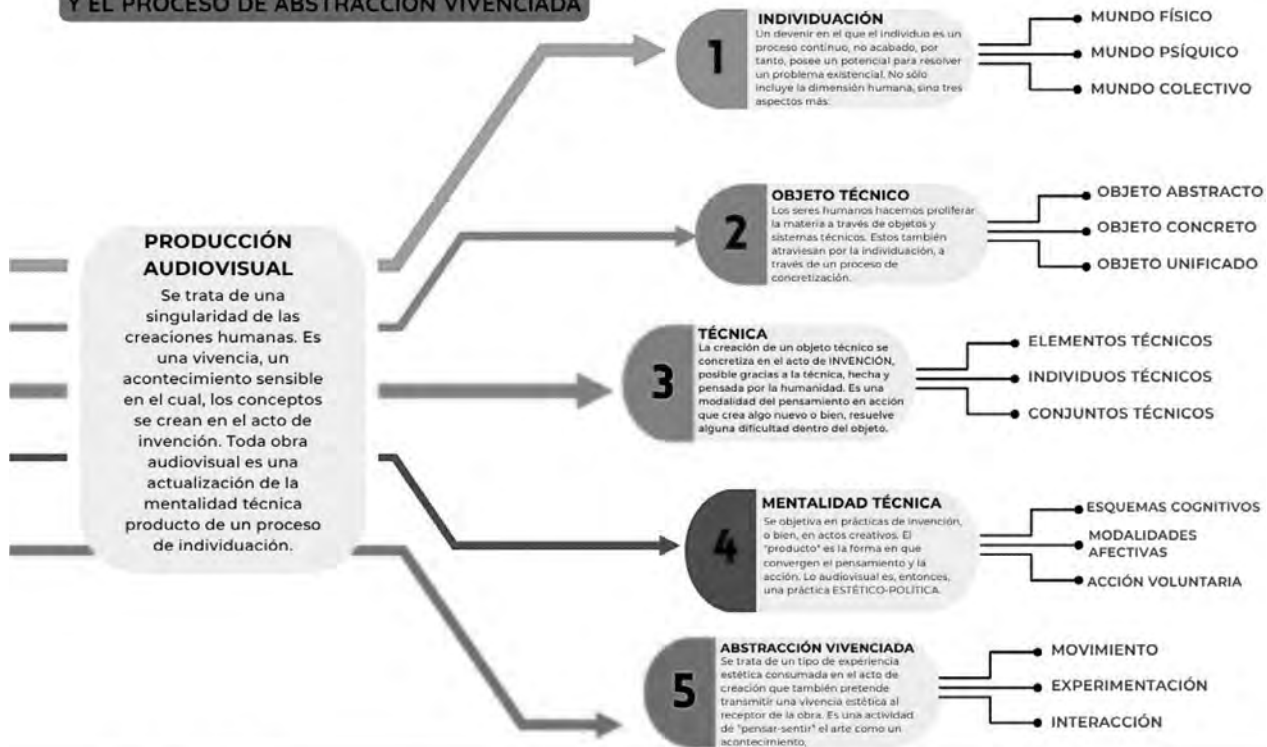 Y EL PROCESO DE ABSTRACCIÓN VIVENCIADA
PRODUCCIÓN
AUDIOVISUAL
Se trata de una
singularidad de las
creaciones humanas. Es
una vivencia, un
acontecimiento sensible
en el cual, los conceptos
se crean en el acto de
invención. Toda obra
audiovisual es una
actualización de la
mentalidad técnica
producto de un proceso
de individuación.
1
INDIVIDUACIÓN
Un devenir en el que el individuo es un
proceso continuo, no acabado, por
tanto, posee un potencial para resolver
un problema existencial. No sólo
incluye la dimensión humana, sino tres
aspectos más:
MUNDO FÍSICO
MUNDO PSÍQUICO
MUNDO COLECTIVO
2
OBJETO TÉCNICO
Los seres humanos hacemos proliferar
la materia a través de objetos y
sistemas técnicos. Estos también
atraviesan por la individuación, a
través de un proceso de
concretización.
OBJETO ABSTRACTO
OBJETO CONCRETO
OBJETO UNIFICADO
3
TÉCNICA
La creación de un objeto técnico se
concretiza en el acto de INVENCIÓN,
posible gracias a la técnica, hecha y
pensada por la humanidad. Es una
modalidad del pensamiento en acción
que crea algo nuevo o bien, resuelve
alguna dificultad dentro del objeto.
ELEMENTOS TÉCNICOS
INDIVIDUOS TÉCNICOS
CONJUNTOS TÉCNICOS
4
MENTALIDAD TÉCNICA
Se objetiva en prácticas de invención,
o bien, en actos creativos. El
"producto" es la forma en que
convergen el pensamiento y la
acción. Lo audiovisual es, entonces,
una práctica ESTÉTICO-POLÍTICA.
ESQUEMAS COGNITIVOS
MODALIDADES
AFECTIVAS
ACCIÓN VOLUNTARIA
5
ABSTRACCIÓN VIVENCIADA
Se trata de un tipo de experiencia
estética consumada en el acto de
creación que también pretende
transmitir una vivencia estética al
receptor de la obra. Es una actividad
de "pensar-sentir" el arte como un
acontecimiento.
MOVIMIENTO
EXPERIMENTACIÓN
INTERACCIÓN